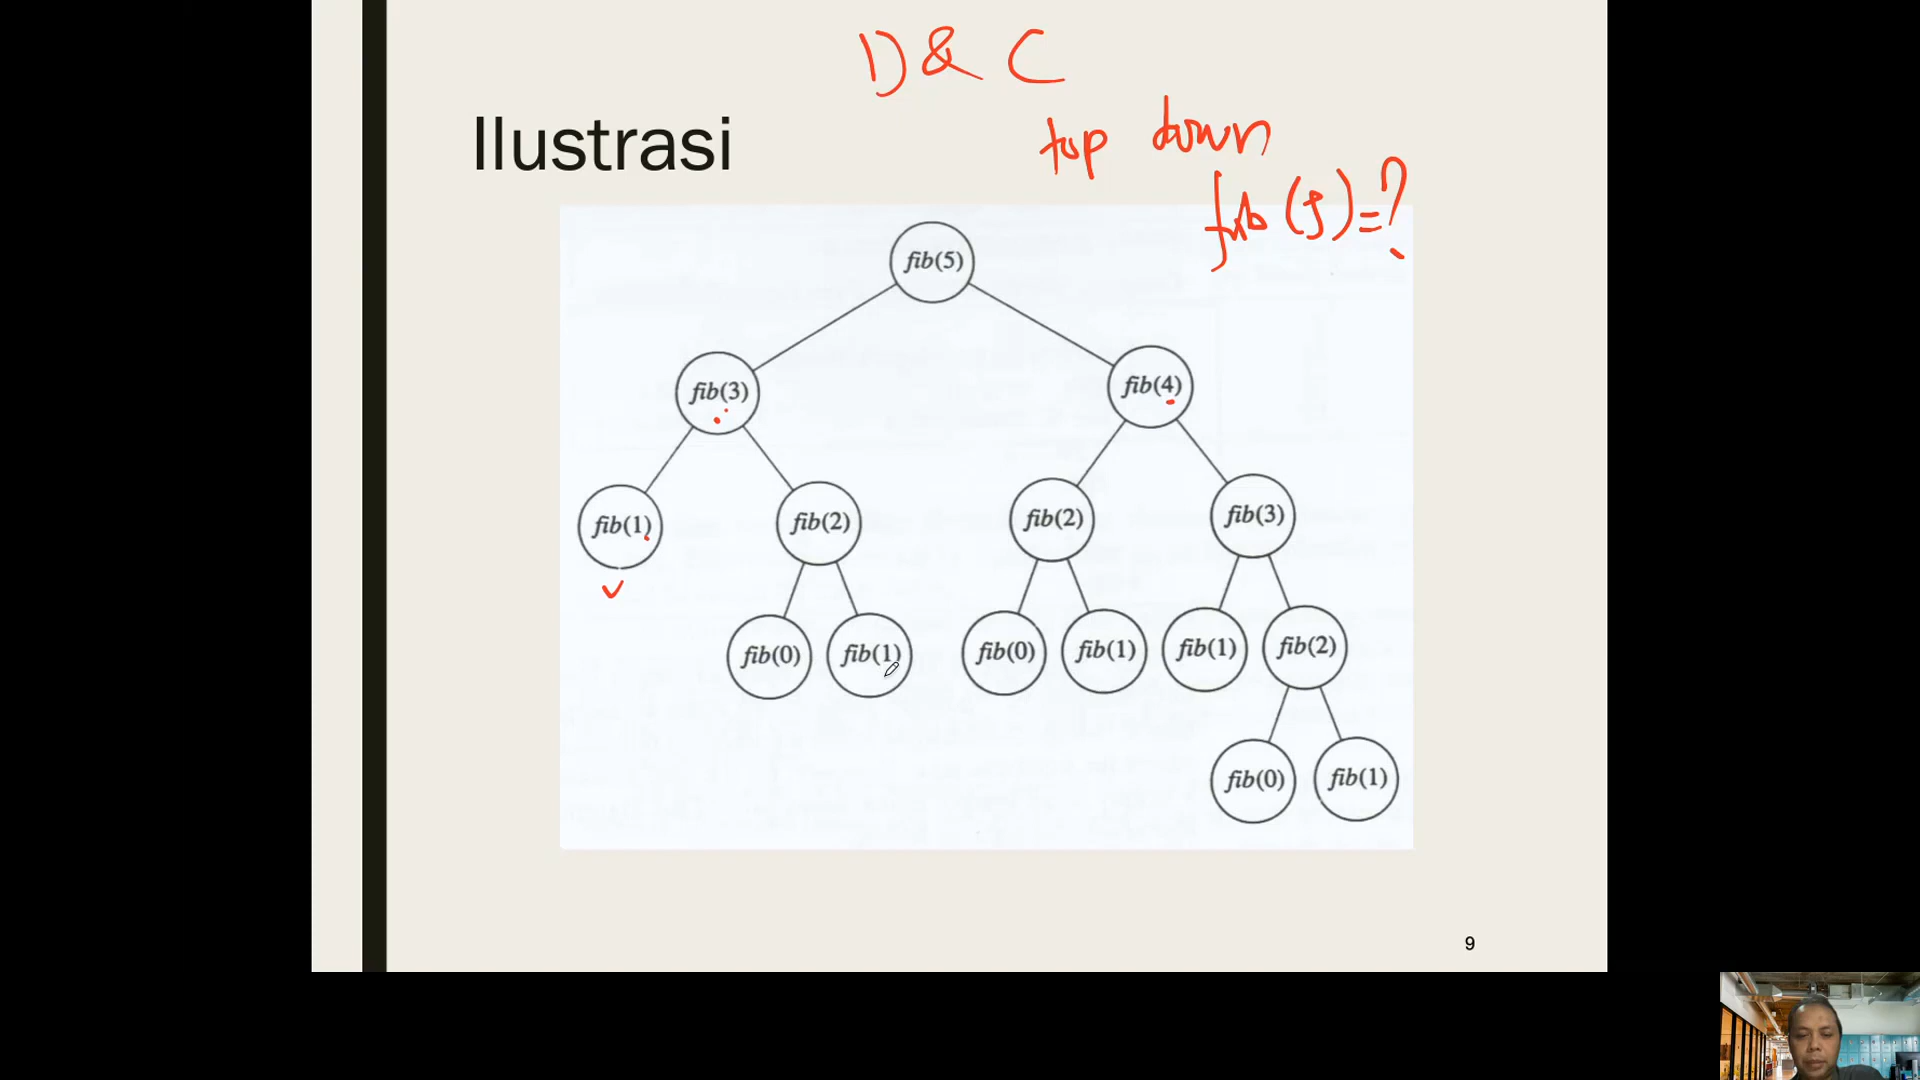 D & C
Ilustrasi
top down
fib (5) = ?
fib(5)
fib(3) fib(4)
fib(1) fib(2) fib(2) fib(3)
fib(0) fib(1) fib(0) fib(1) fib(1) fib(2)
fib(0) fib(1)
9